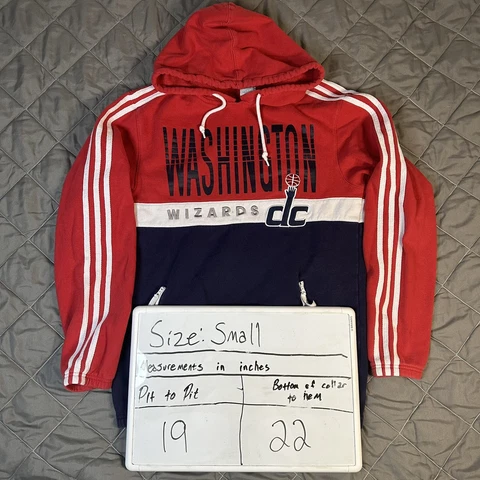 WASHINGTON
WIZARDS dc
Size: Small
Measurements in inches
Pit to Pit
Bottom of collar
to hem
19
22